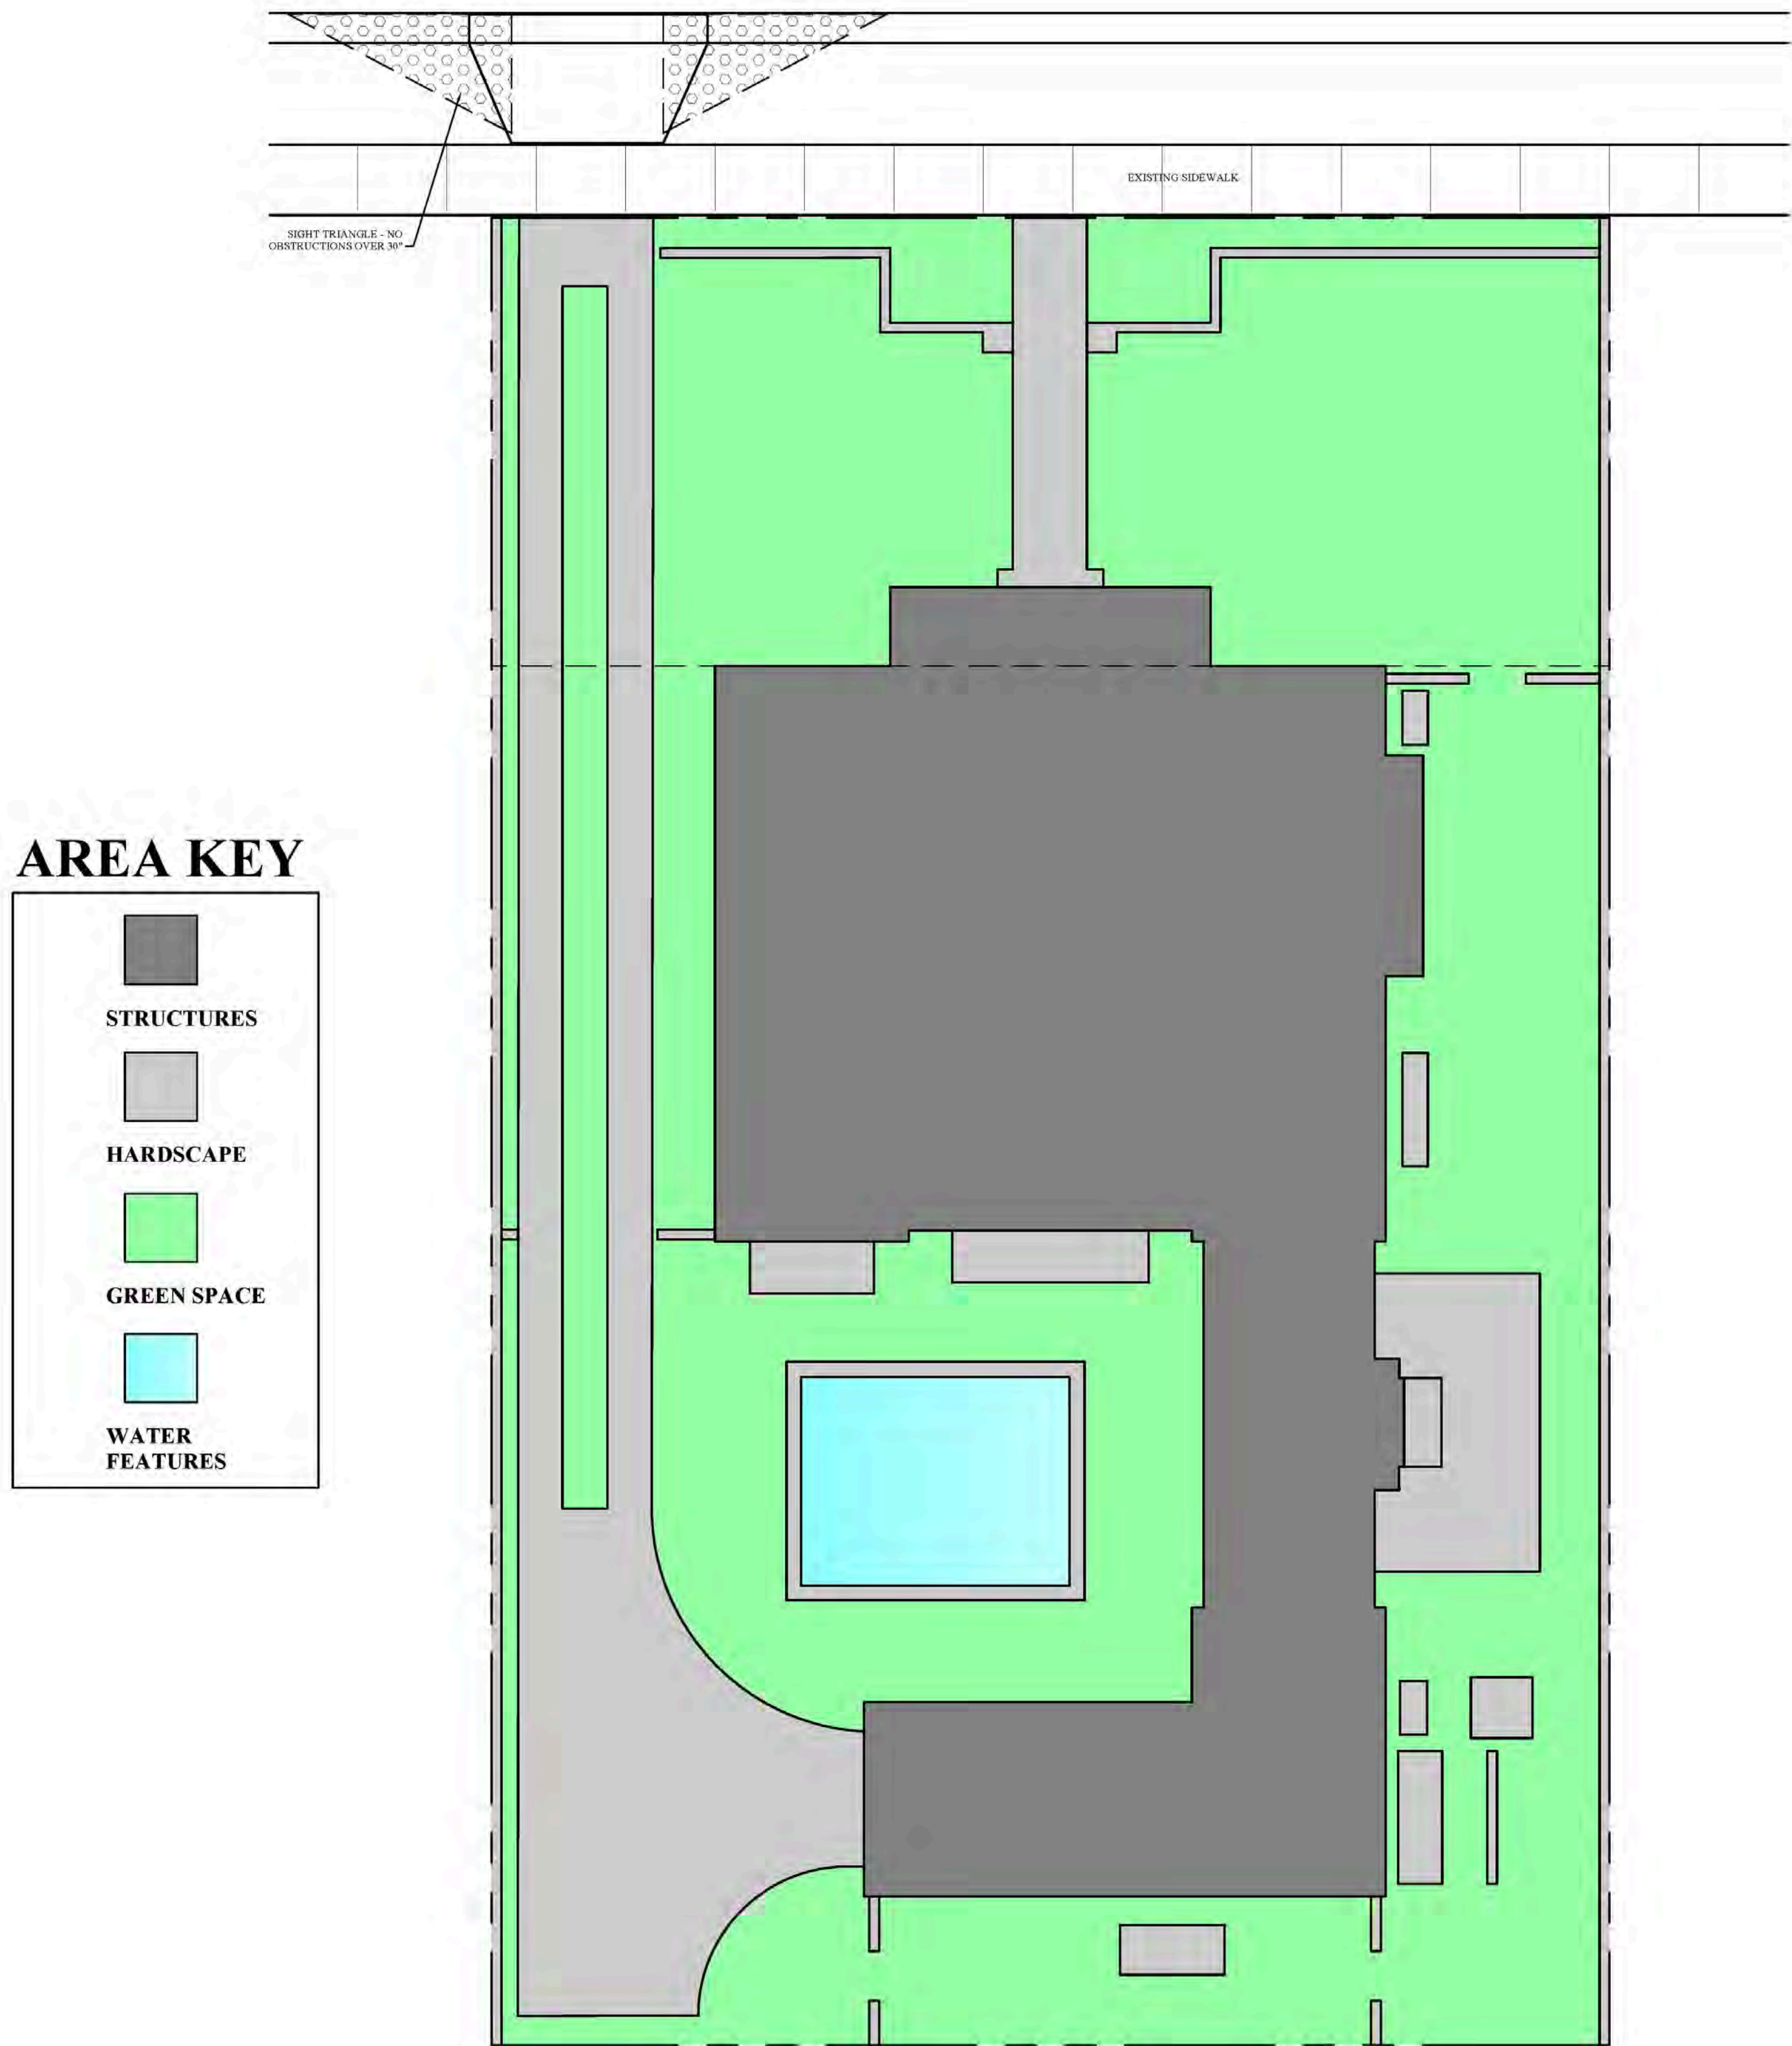 EXISTING SIDEWALK
SIGHT TRIANGLE - NO
OBSTRUCTIONS OVER 30"
AREA KEY
STRUCTURES
HARDSCAPE
GREEN SPACE
WATER
FEATURES